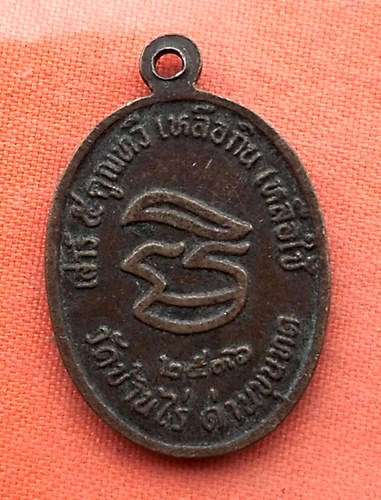 เสาร์ ๕ คูณทวี เหลือกิน เหลือใช้
๒๕๓๖
วัดบ้านไร่ ด่านขุนทด